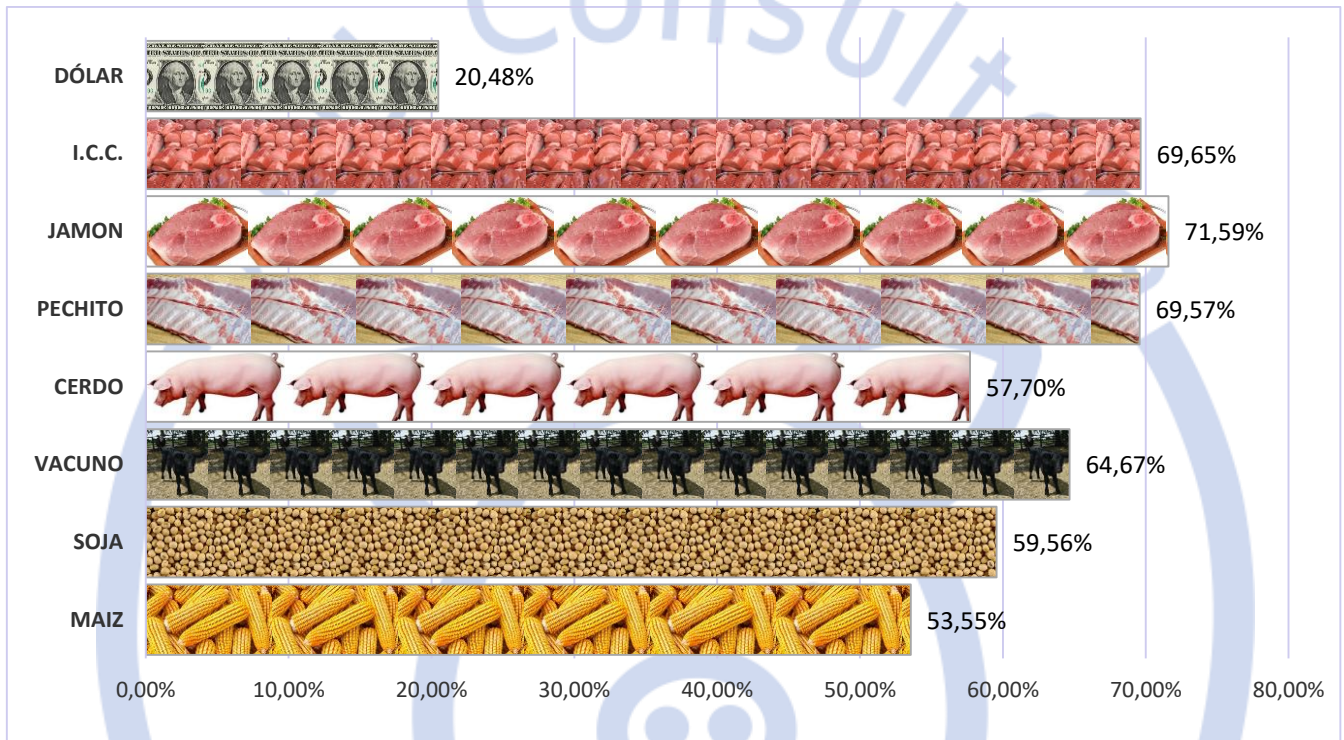 Consult
DÓLAR 20,48%
I.C.C. 69,65%
JAMON 71,59%
PECHITO 69,57%
CERDO 57,70%
VACUNO 64,67%
SOJA 59,56%
MAIZ 53,55%
0,00% 10,00% 20,00% 30,00% 40,00% 50,00% 60,00% 70,00% 80,00%